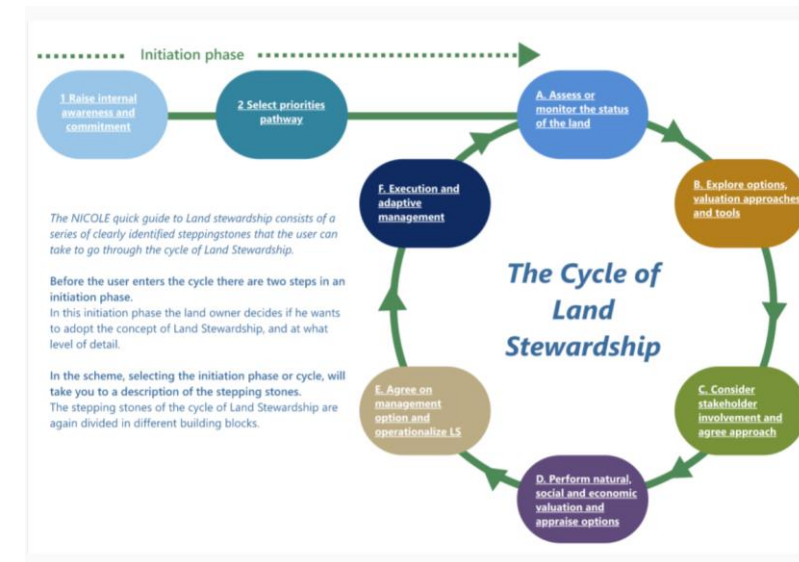 Initiation phase
1 Raise internal
awareness and
commitment
2 Select priorities
pathway
A. Assess or
monitor the status
of the land
B. Explore options,
valuation approaches
and tools
F. Execution and
adaptive
management
The NICOLE quick guide to Land stewardship consists of a
series of clearly identified steppingstones that the user can
take to go through the cycle of Land Stewardship.
Before the user enters the cycle there are two steps in an
initiation phase.
In this initiation phase the land owner decides if he wants
to adopt the concept of Land Stewardship, and at what
level of detail.
In the scheme, selecting the initiation phase or cycle, will
take you to a description of the stepping stones.
The stepping stones of the cycle of Land Stewardship are
again divided in different building blocks.
The Cycle of
Land
Stewardship
E. Agree on
management
option and
operationalize LS
C. Consider
stakeholder
involvement and
agree approach
D. Perform natural,
social and economic
valuation and
appraise options